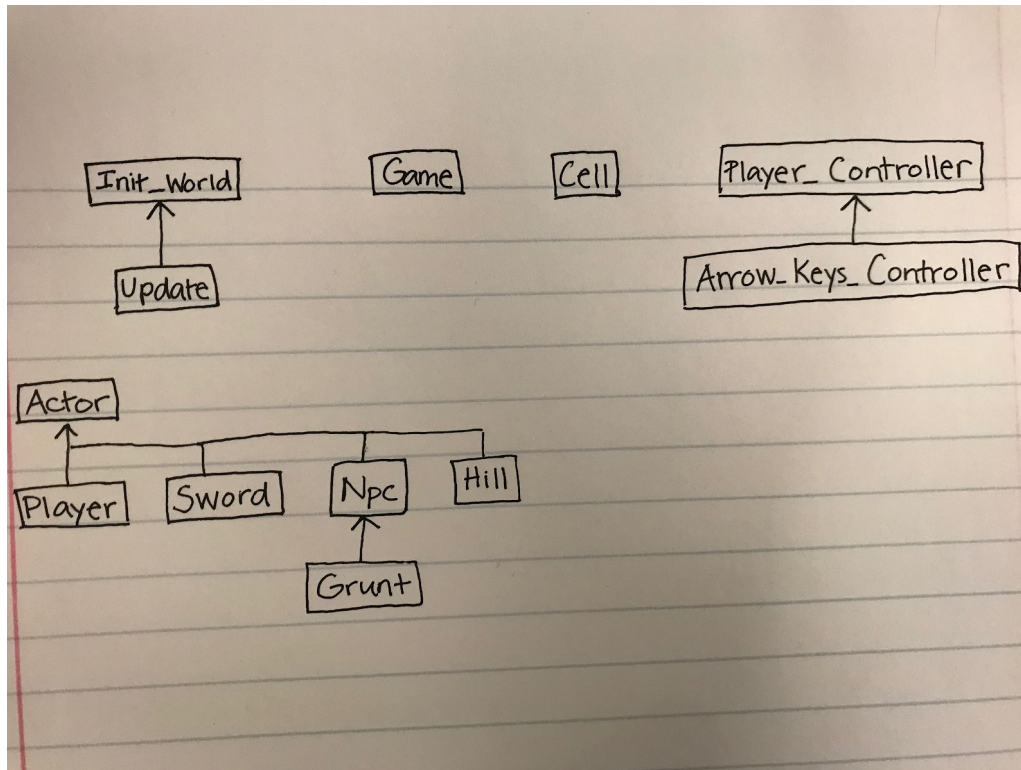 Init_World
Game
Cell
Player_Controller
Update
Arrow_Keys_Controller
Actor
Player
Sword
Npc
Hill
Grunt